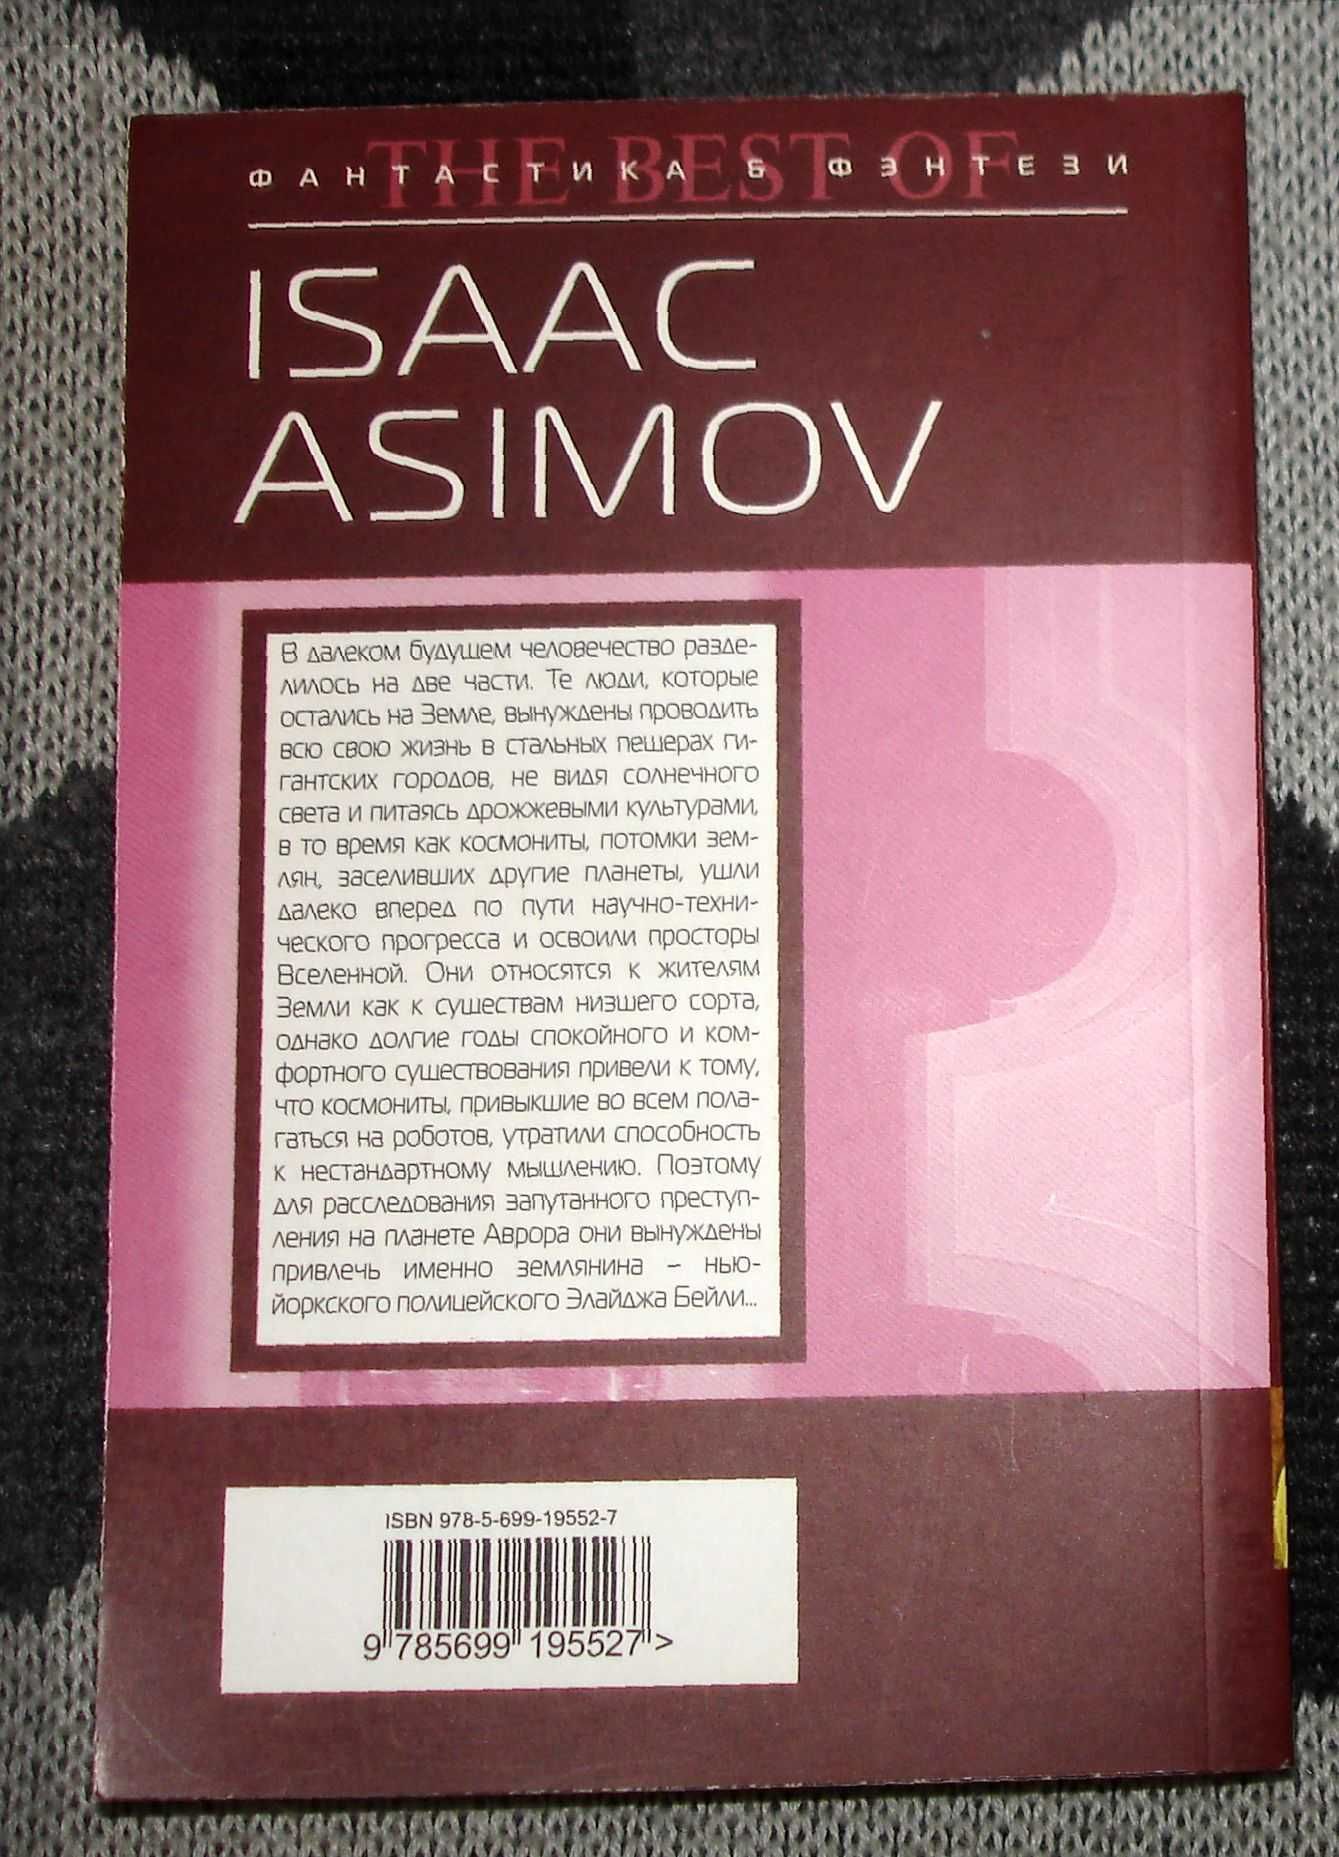 THE BEST OF
ФАНТАСТИКА & ФЭНТЕЗИ
ISAAC
ASIMOV
В далеком будущем человечество разде-
лилось на две части. Те люди, которые
остались на Земле, вынуждены проводить
всю свою жизнь в стальных пещерах ги-
гантских городов, не видя солнечного
света и питаясь дрожжевыми культурами,
в то время как космониты, потомки зем-
лян, заселивших другие планеты, ушли
далеко вперед по пути научно-техни-
ческого прогресса и освоили просторы
Вселенной. Они относятся к жителям
Земли как к существам низшего сорта,
однако долгие годы спокойного и ком-
фортного существования привели к тому,
что космониты, привыкшие во всем пола-
гаться на роботов, утратили способность
к нестандартному мышлению. Поэтому
для расследования запутанного преступ-
ления на планете Аврора они вынуждены
привлечь именно землянина – нью-
йоркского полицейского Элайджа Бейли...
ISBN 978-5-699-19552-7
9 785699 195527 >